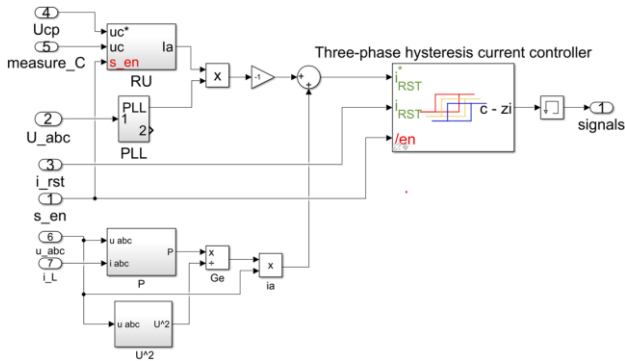 4
Ucp
5
measure_C
uc*
uc
s_en
Ia
RU
x
-1
+
+
Three-phase hysteresis current controller
i*RST
iRST
/en
c - zi
1
signals
2
U_abc
PLL
1
2
PLL
3
i_rst
1
s_en
6
u_abc
7
i_L
u abc
i abc
P
P
x
÷
Ge
x
ia
u abc
U^2
U^2